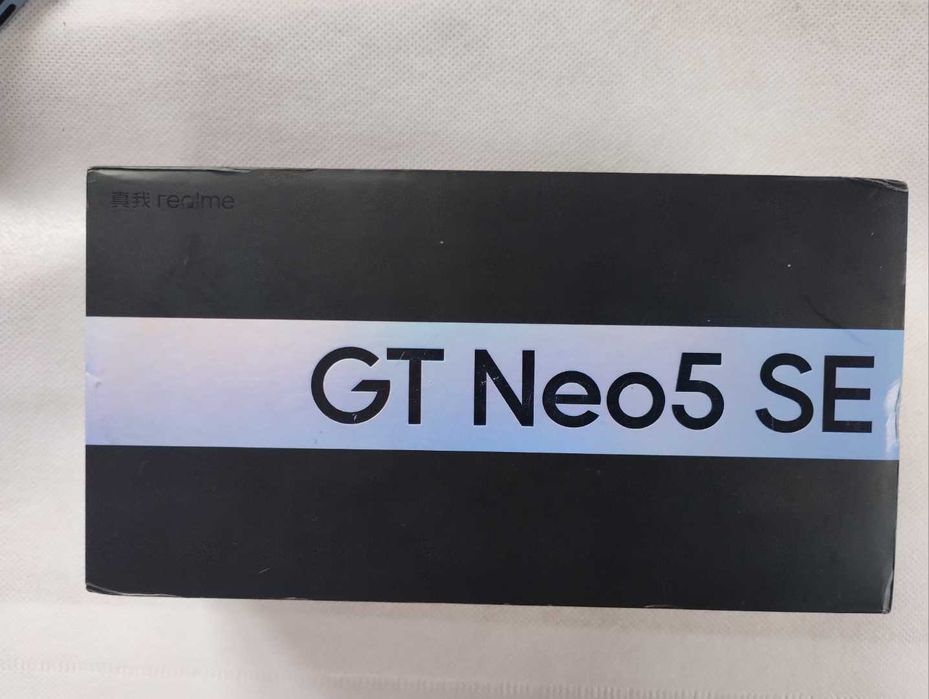 真我 realme
GT Neo5 SE